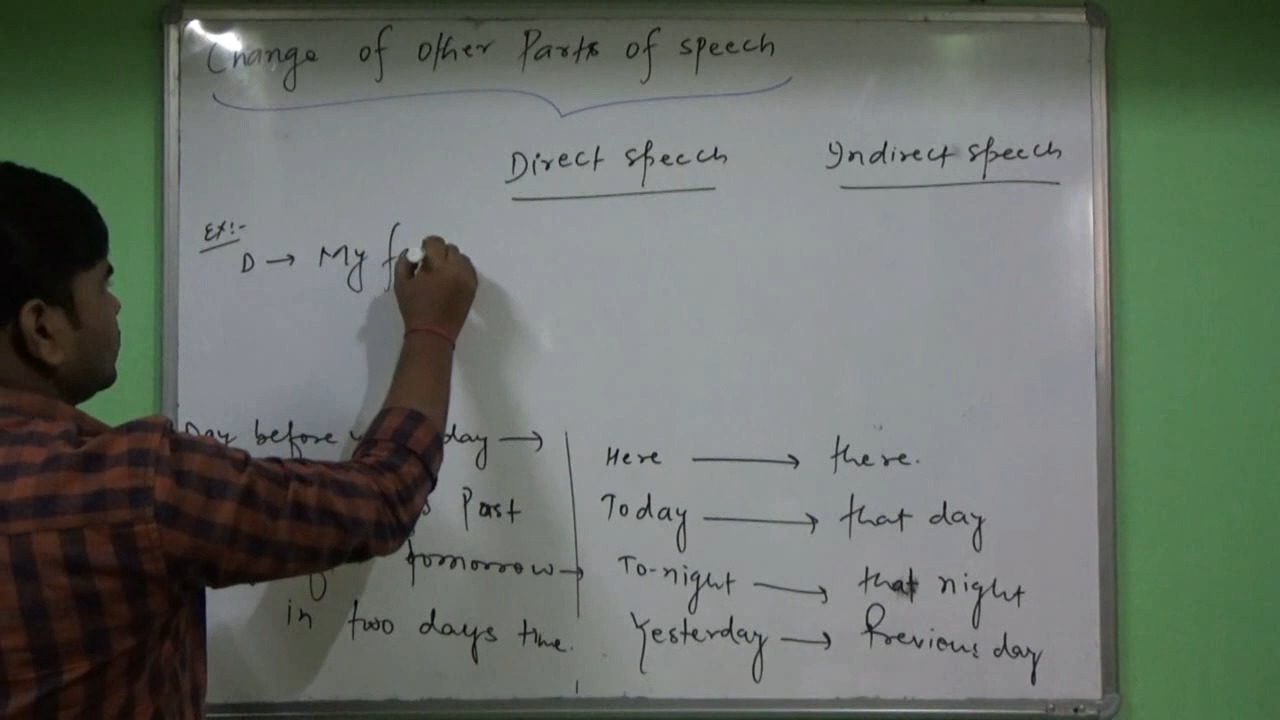 Change of other Parts of speech
Direct speech Indirect speech
Ex:-
D → My
Day before day →
Past
tomorrow →
in two days time.
Here → there.
Today → that day
To-night → that night
Yesterday → Previous day